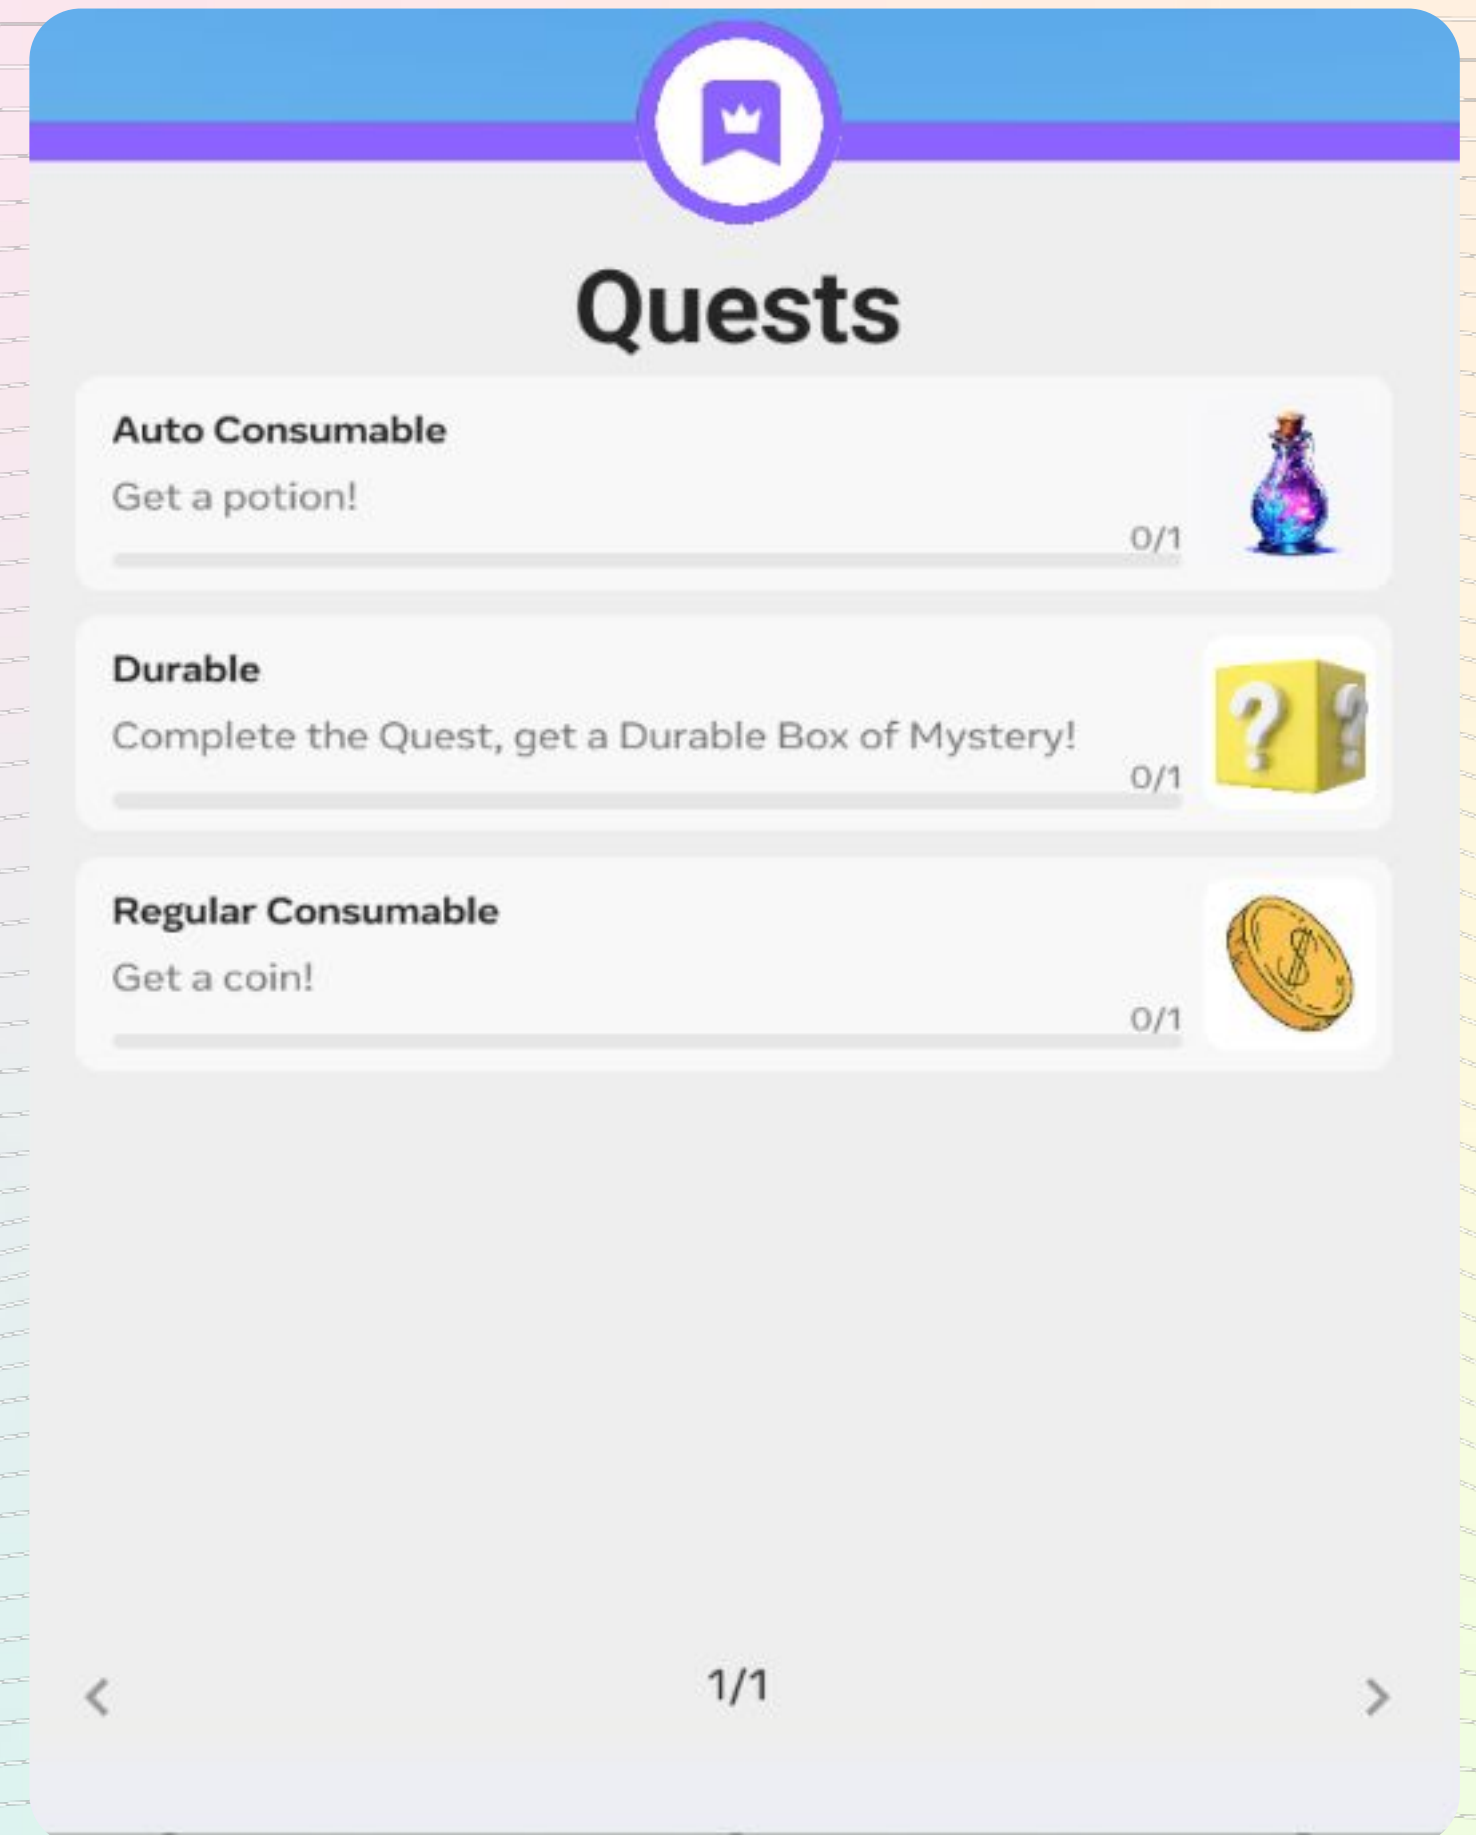 Quests
Auto Consumable
Get a potion!
0/1
Durable
Complete the Quest, get a Durable Box of Mystery!
0/1
Regular Consumable
Get a coin!
0/1
1/1